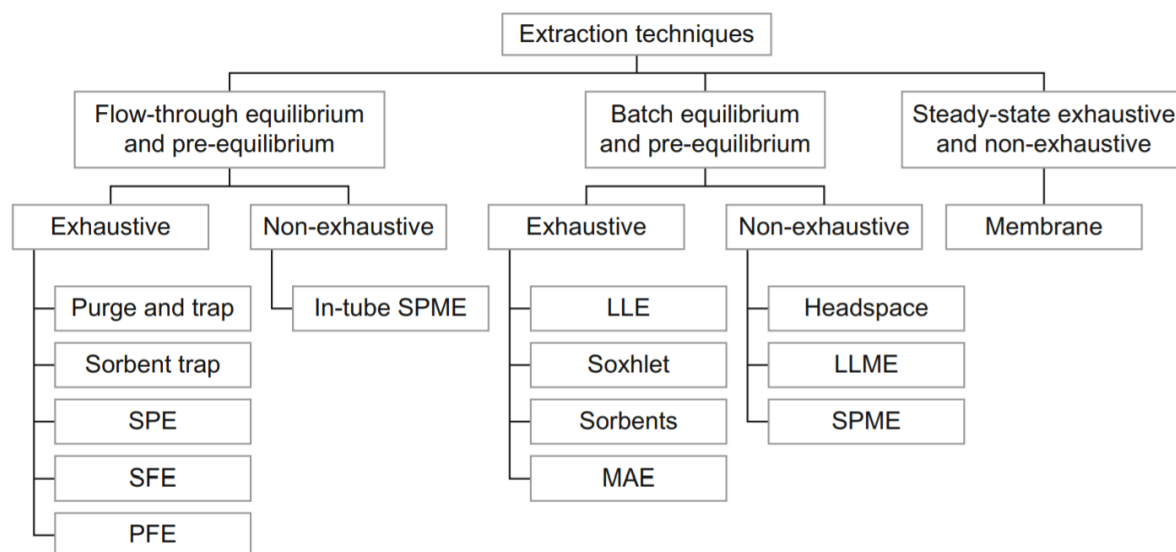 Extraction techniques
Flow-through equilibrium
and pre-equilibrium
Batch equilibrium
and pre-equilibrium
Steady-state exhaustive
and non-exhaustive
Exhaustive
Non-exhaustive
Exhaustive
Non-exhaustive
Membrane
Purge and trap
Sorbent trap
SPE
SFE
PFE
In-tube SPME
LLE
Soxhlet
Sorbents
MAE
Headspace
LLME
SPME